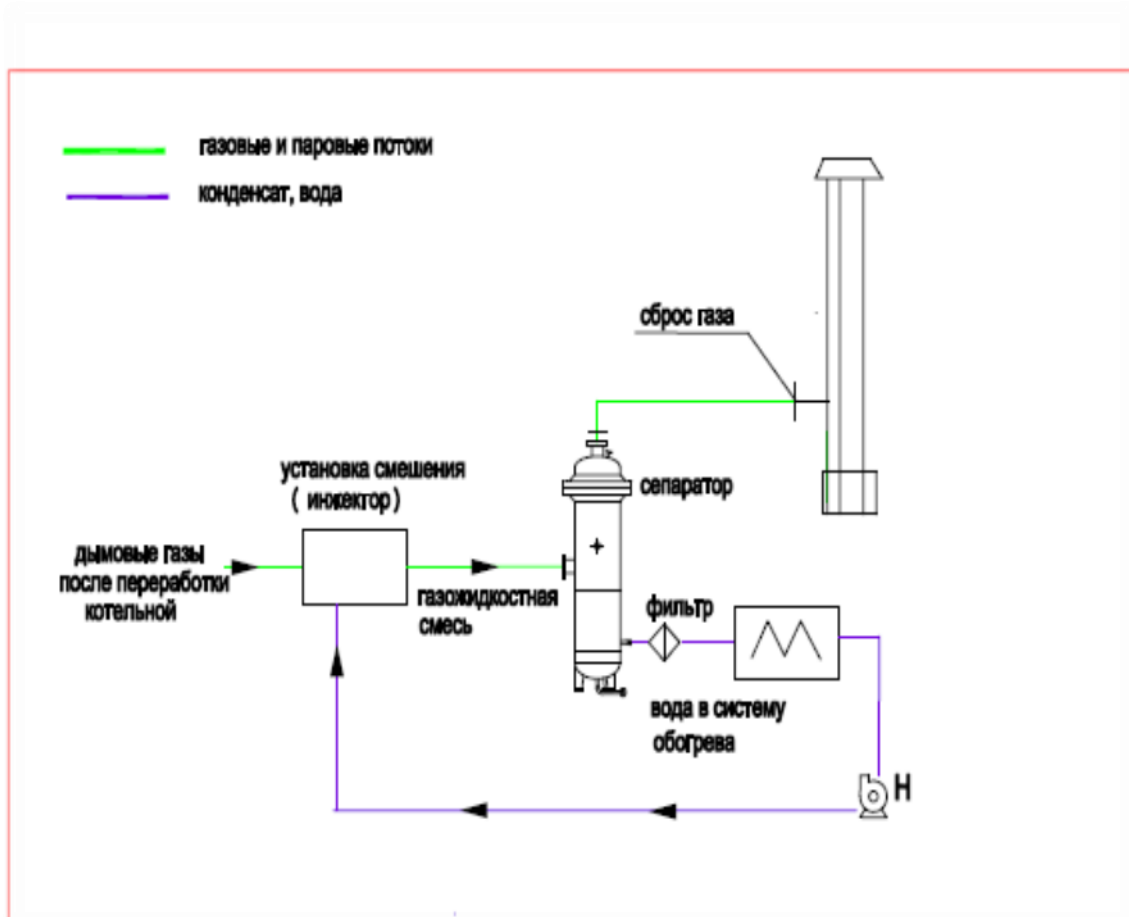 газовые и паровые потоки
конденсат, вода
сброс газа
установка смешения
( инжектор )
сепаратор
дымовые газы
после переработки
котельной
газожидкостная
смесь
фильтр
вода в систему
обогрева
Н